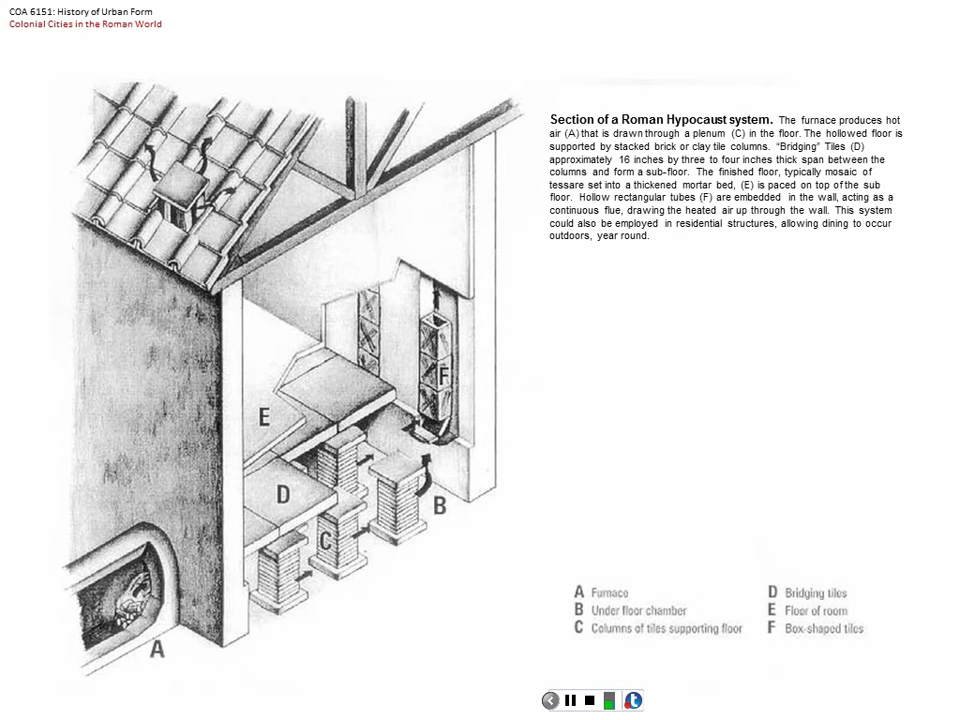 COA 6151: History of Urban Form
Colonial Cities in the Roman World
Section of a Roman Hypocaust system. The furnace produces hot
air (A) that is drawn through a plenum (C) in the floor. The hollowed floor is
supported by stacked brick or clay tile columns. “Bridging” Tiles (D)
approximately 16 inches by three to four inches thick span between the
columns and form a sub-floor. The finished floor, typically mosaic of
tessare set into a thickened mortar bed, (E) is paced on top of the sub
floor. Hollow rectangular tubes (F) are embedded in the wall, acting as a
continuous flue, drawing the heated air up through the wall. This system
could also be employed in residential structures, allowing dining to occur
outdoors, year round.
F
E
D
B
C
A
A Furnace
B Under floor chamber
C Columns of tiles supporting floor
D Bridging tiles
E Floor of room
F Box-shaped tiles